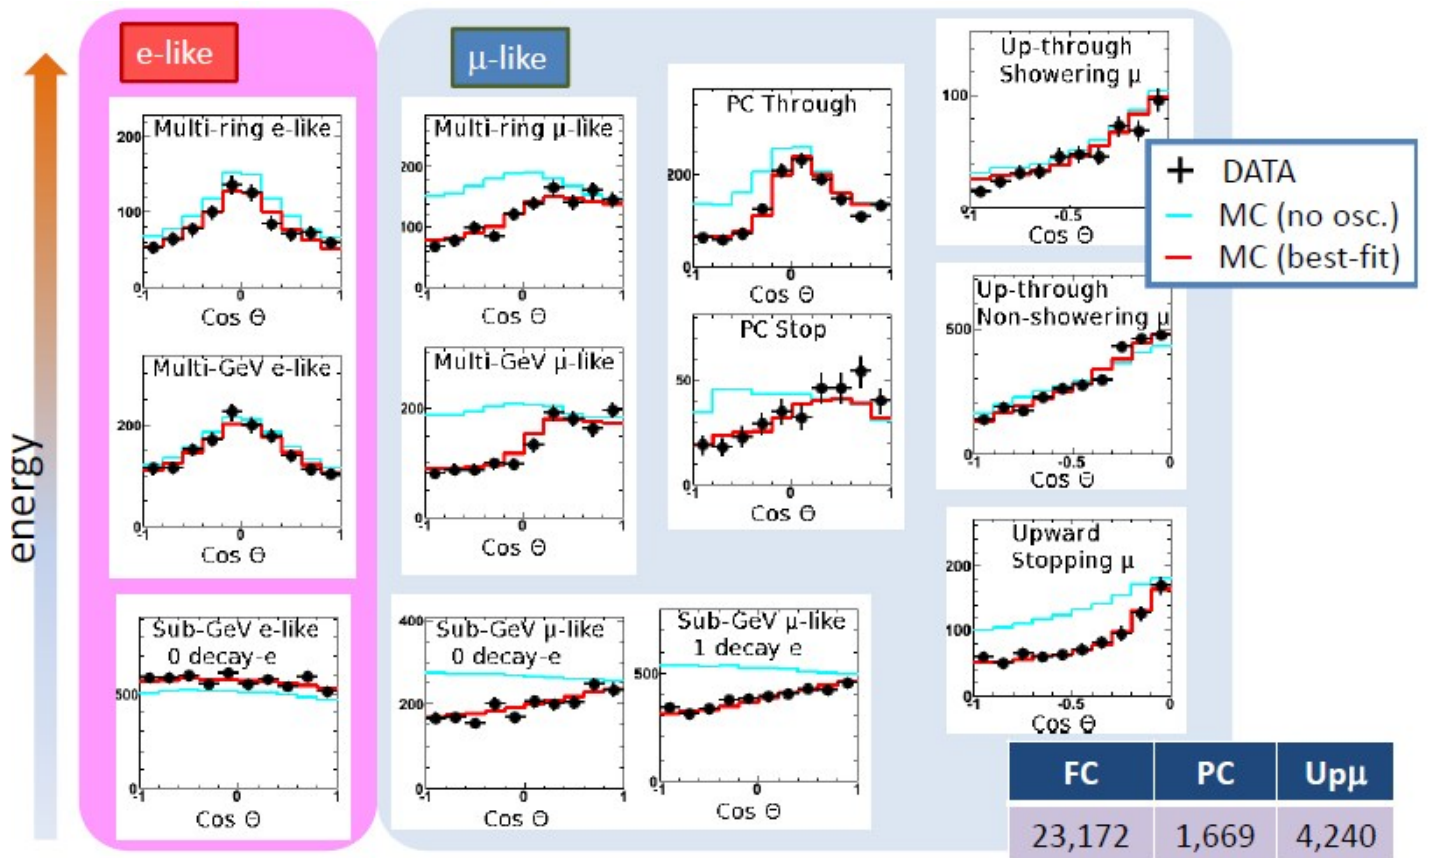 energy
e-like
Multi-ring e-like
200
100
0
-1
0
1
Cos Θ
Multi-GeV e-like
200
0
-1
0
1
Cos Θ
Sub-GeV e-like
0 decay-e
500
0
-1
0
1
Cos Θ
μ-like
Multi-ring μ-like
200
100
0
-1
0
1
Cos Θ
Multi-GeV μ-like
200
0
-1
0
1
Cos Θ
Sub-GeV μ-like
0 decay-e
400
200
0
-1
0
1
Cos Θ
Sub-GeV μ-like
1 decay e
500
0
-1
0
1
Cos Θ
PC Through
200
0
-1
0
1
Cos Θ
PC Stop
50
0
-1
0
1
Cos Θ
Up-through
Showering μ
100
0
-1
-0.5
Cos Θ
Up-through
Non-showering μ
500
0
-1
-0.5
0
Cos Θ
Upward
Stopping μ
200
100
0
-1
-0.5
0
Cos Θ
DATA
MC (no osc.)
MC (best-fit)
FC PC Upμ
23,172 1,669 4,240